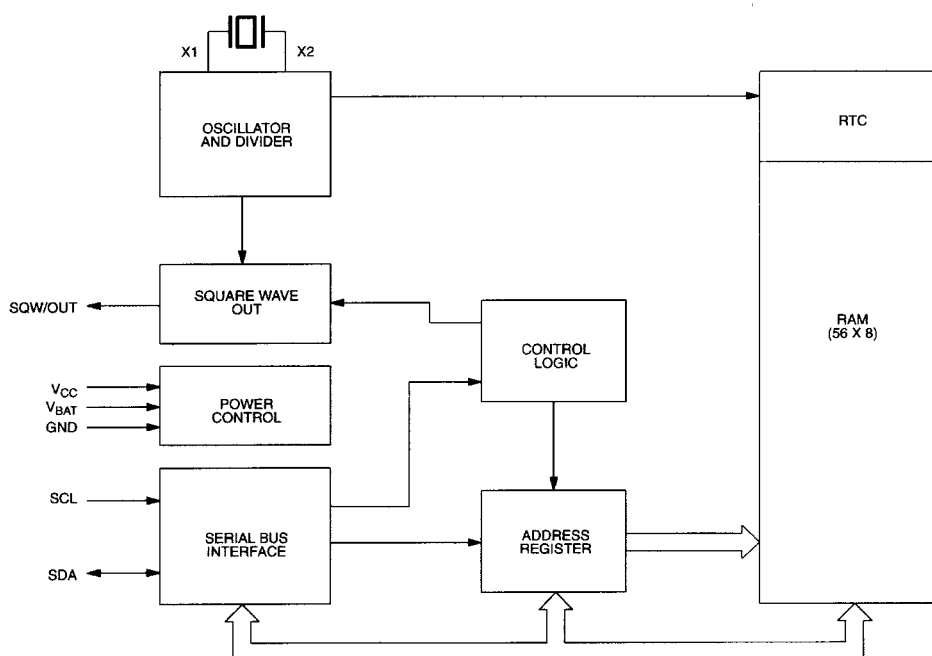 X1
X2
OSCILLATOR
AND DIVIDER
RTC
SQW/OUT
SQUARE WAVE
OUT
CONTROL
LOGIC
RAM
(56 X 8)
VCC
VBAT
GND
POWER
CONTROL
SCL
SDA
SERIAL BUS
INTERFACE
ADDRESS
REGISTER